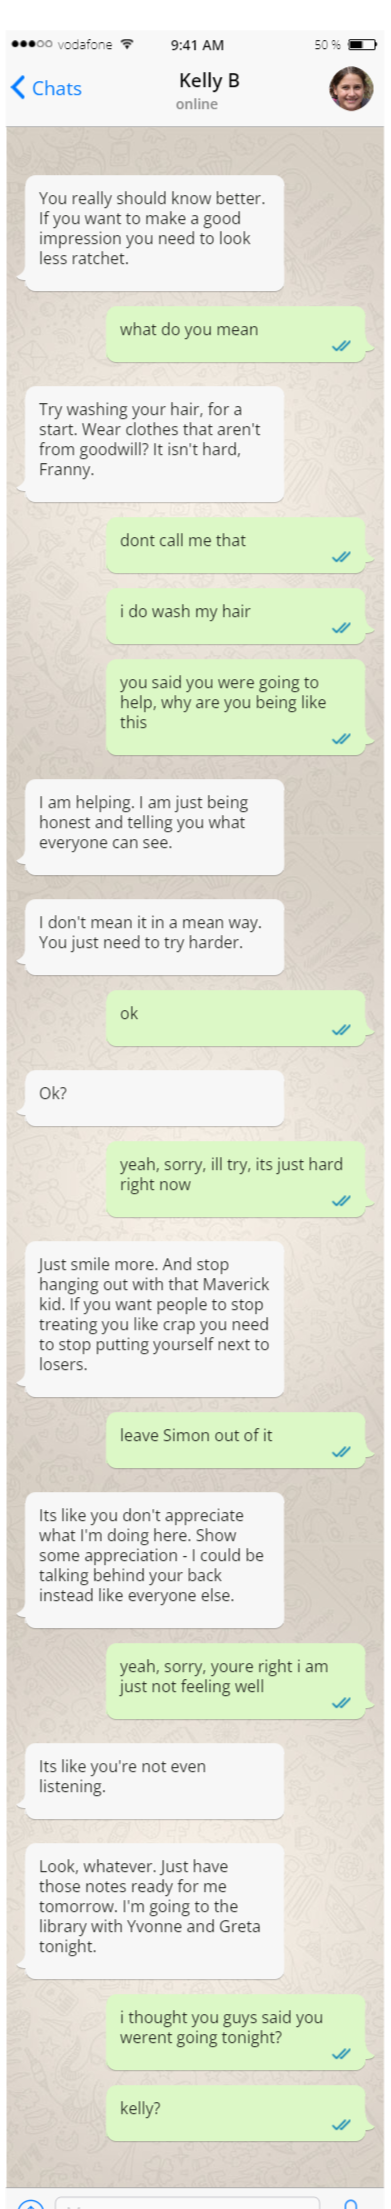 vodafone 9:41 AM 50 %
Chats Kelly B
online
You really should know better.
If you want to make a good
impression you need to look
less ratchet.
what do you mean
Try washing your hair, for a
start. Wear clothes that aren't
from goodwill? It isn't hard,
Franny.
dont call me that
i do wash my hair
you said you were going to
help, why are you being like
this
I am helping. I am just being
honest and telling you what
everyone can see.
I don't mean it in a mean way.
You just need to try harder.
ok
Ok?
yeah, sorry, ill try, its just hard
right now
Just smile more. And stop
hanging out with that Maverick
kid. If you want people to stop
treating you like crap you need
to stop putting yourself next to
losers.
leave Simon out of it
Its like you don't appreciate
what I'm doing here. Show
some appreciation - I could be
talking behind your back
instead like everyone else.
yeah, sorry, youre right i am
just not feeling well
Its like you're not even
listening.
Look, whatever. Just have
those notes ready for me
tomorrow. I'm going to the
library with Yvonne and Greta
tonight.
i thought you guys said you
werent going tonight?
kelly?